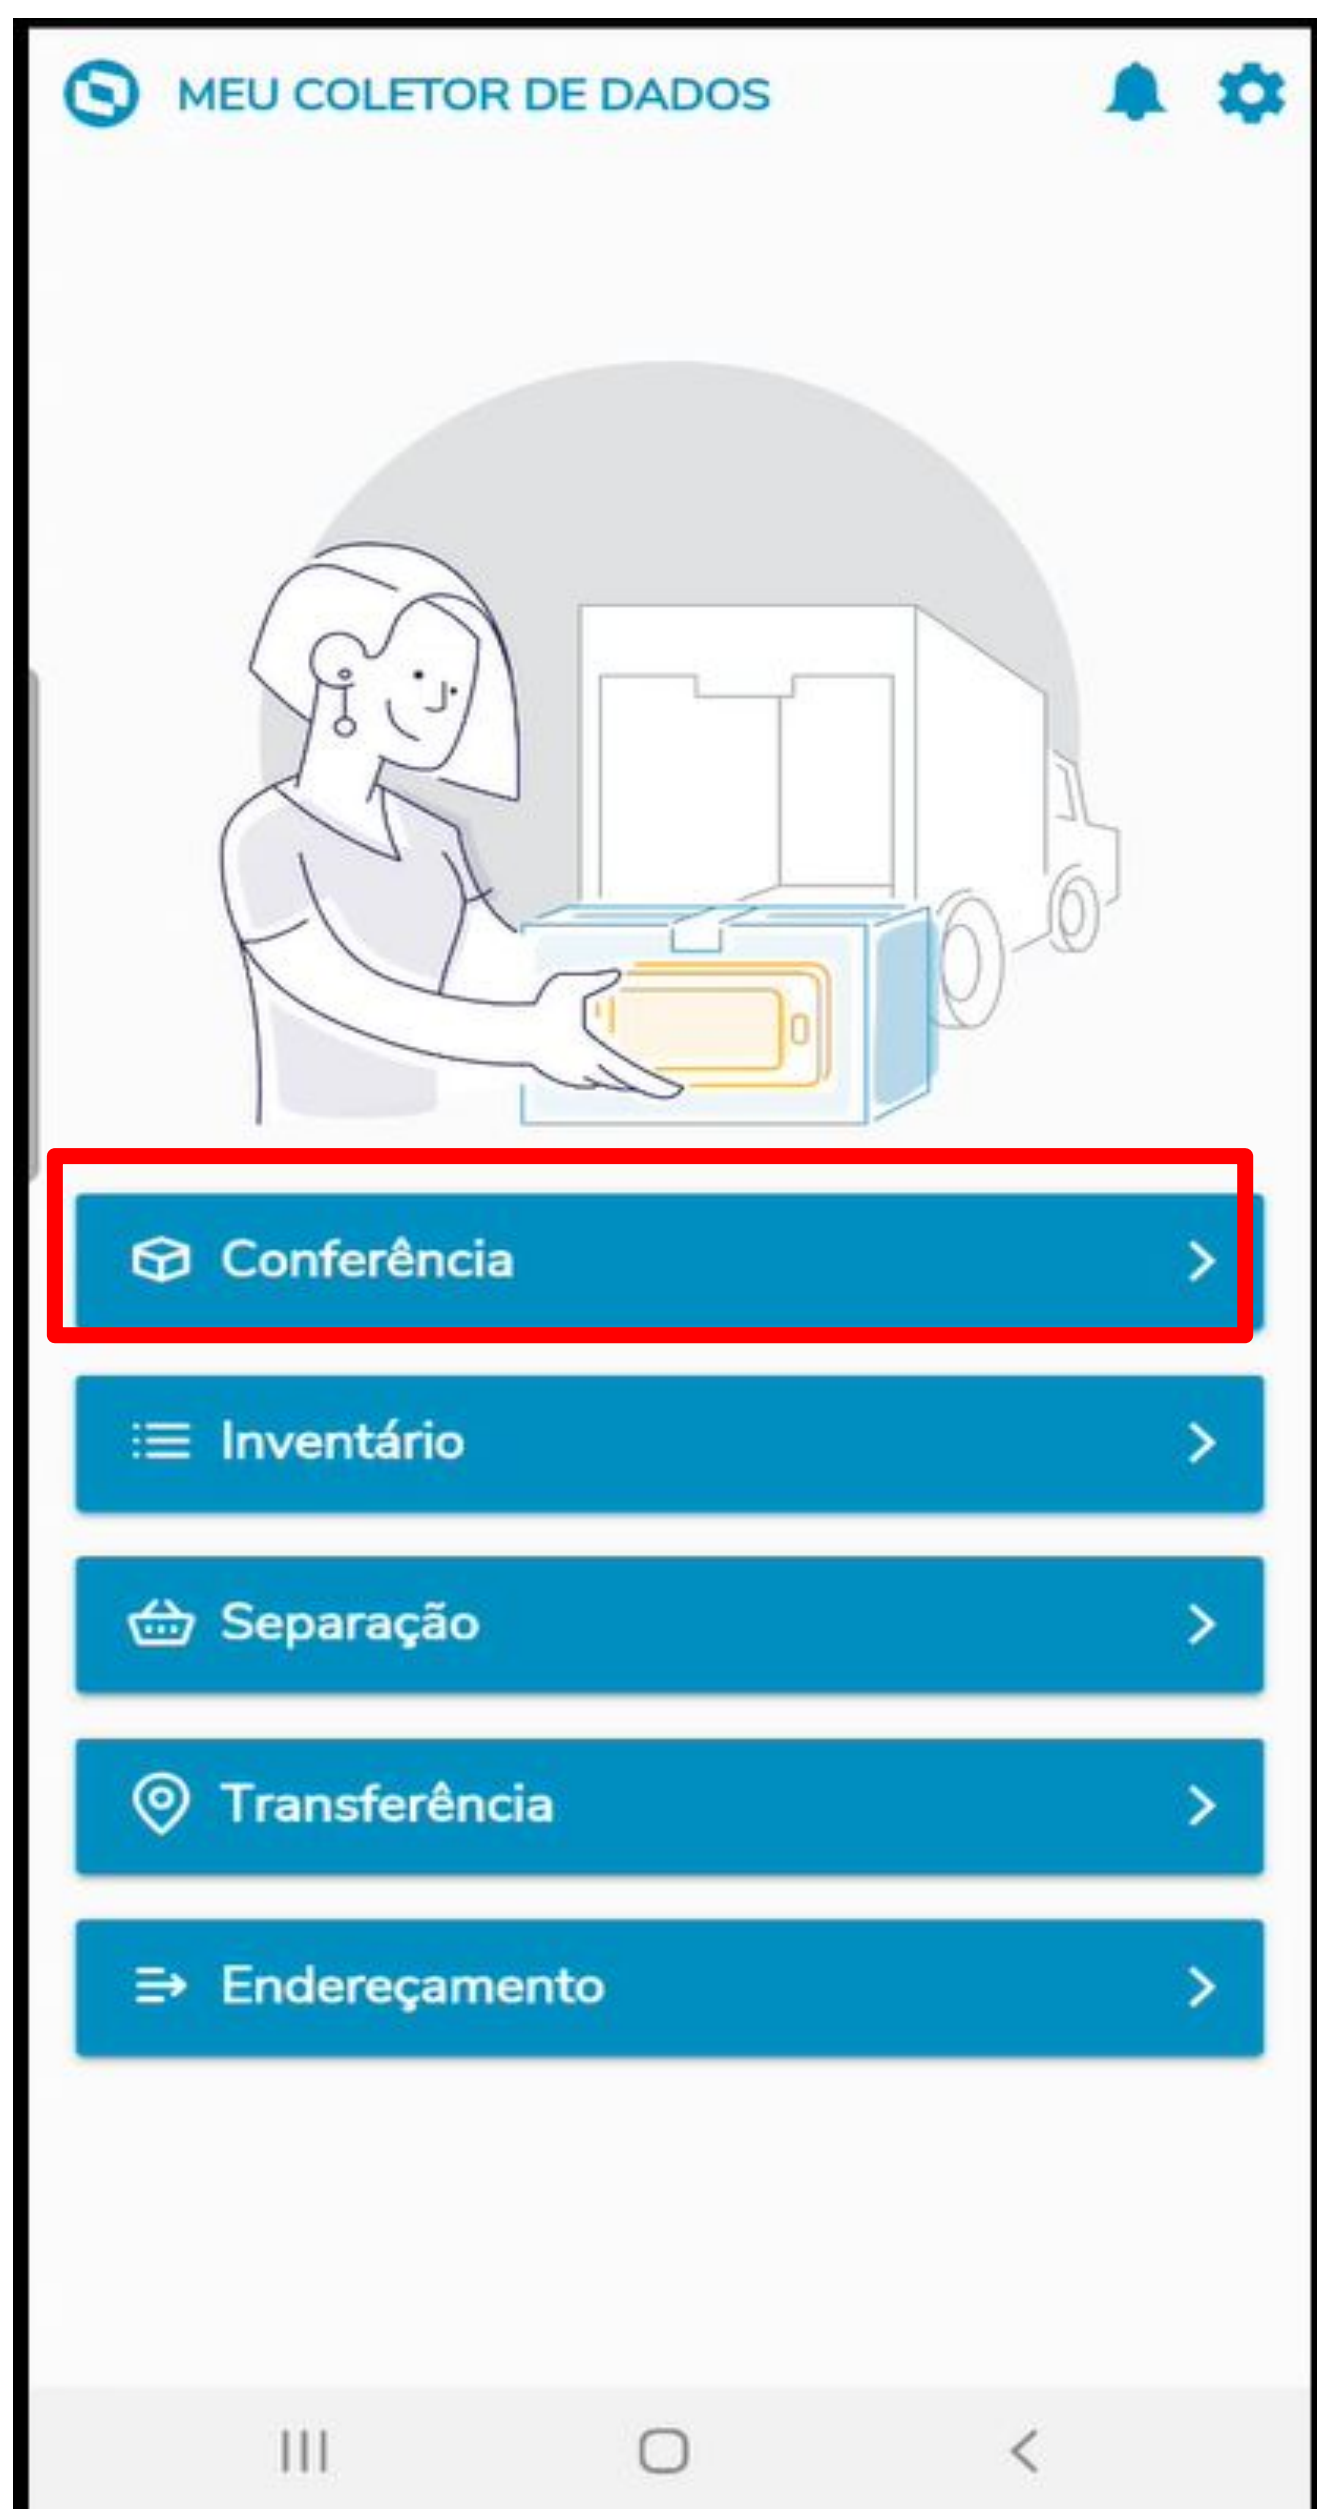 MEU COLETOR DE DADOS
Conferência
Inventário
Separação
Transferência
Endereçamento